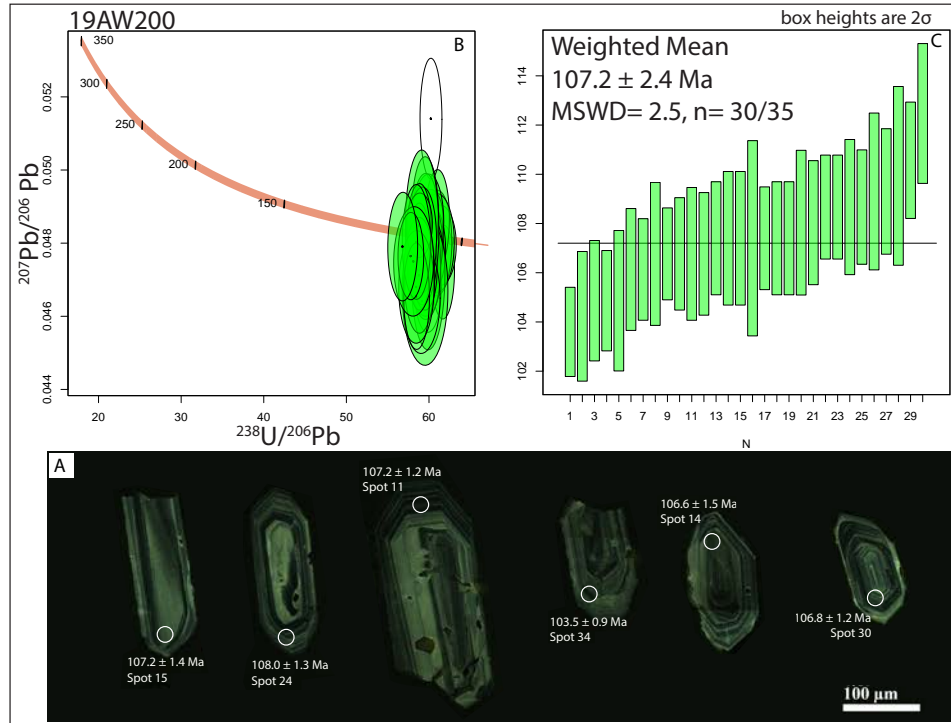 19AW200
box heights are 2σ
B
350
300
250
200
150
0.052
0.050
0.048
0.046
0.044
207Pb/206 Pb
20
30
40
50
60
238U/206Pb
C
Weighted Mean
107.2 ± 2.4 Ma
MSWD= 2.5, n= 30/35
114
112
110
108
106
104
102
1
3
5
7
9
11
13
15
17
19
21
23
25
27
29
N
A
107.2 ± 1.4 Ma
Spot 15
108.0 ± 1.3 Ma
Spot 24
107.2 ± 1.2 Ma
Spot 11
103.5 ± 0.9 Ma
Spot 34
106.6 ± 1.5 Ma
Spot 14
106.8 ± 1.2 Ma
Spot 30
100 µm